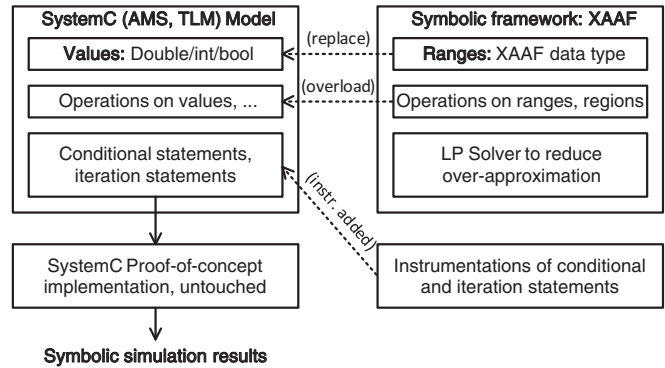 SystemC (AMS, TLM) Model
Values: Double/int/bool
Operations on values, ...
Conditional statements,
iteration statements
SystemC Proof-of-concept
implementation, untouched
Symbolic simulation results
(replace)
(overload)
(instr. added)
Symbolic framework: XAAF
Ranges: XAAF data type
Operations on ranges, regions
LP Solver to reduce
over-approximation
Instrumentations of conditional
and iteration statements